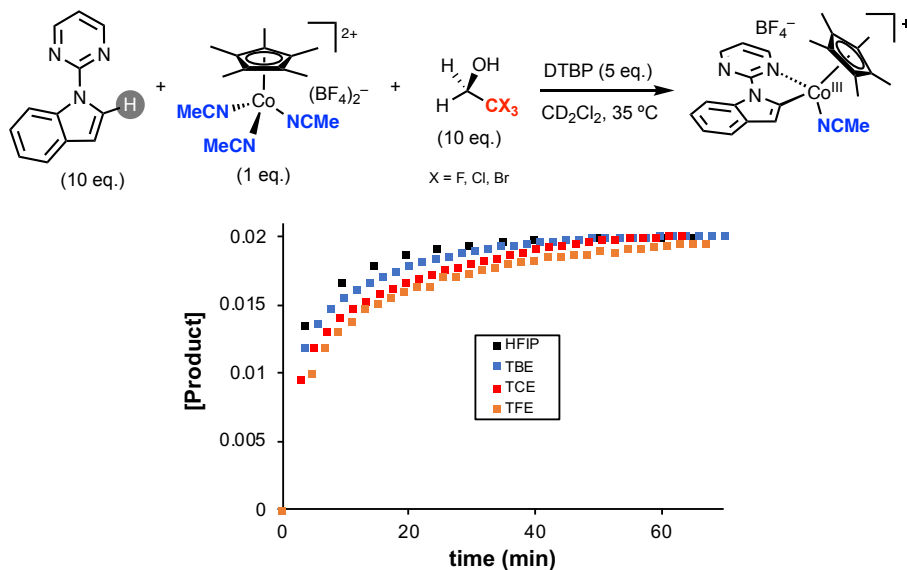 N N
N
H
+
2+
Co
MeCN NCMe
MeCN
(BF4)2–
+
H OH
H
CX3
DTBP (5 eq.)
CD2Cl2, 35 ºC
BF4–
+
N N
N
CoIII
NCMe
(10 eq.)
(1 eq.)
(10 eq.)
X = F, Cl, Br
[Product]
0.02
0.015
0.01
0.005
0
HFIP
TBE
TCE
TFE
0 20 40 60
time (min)